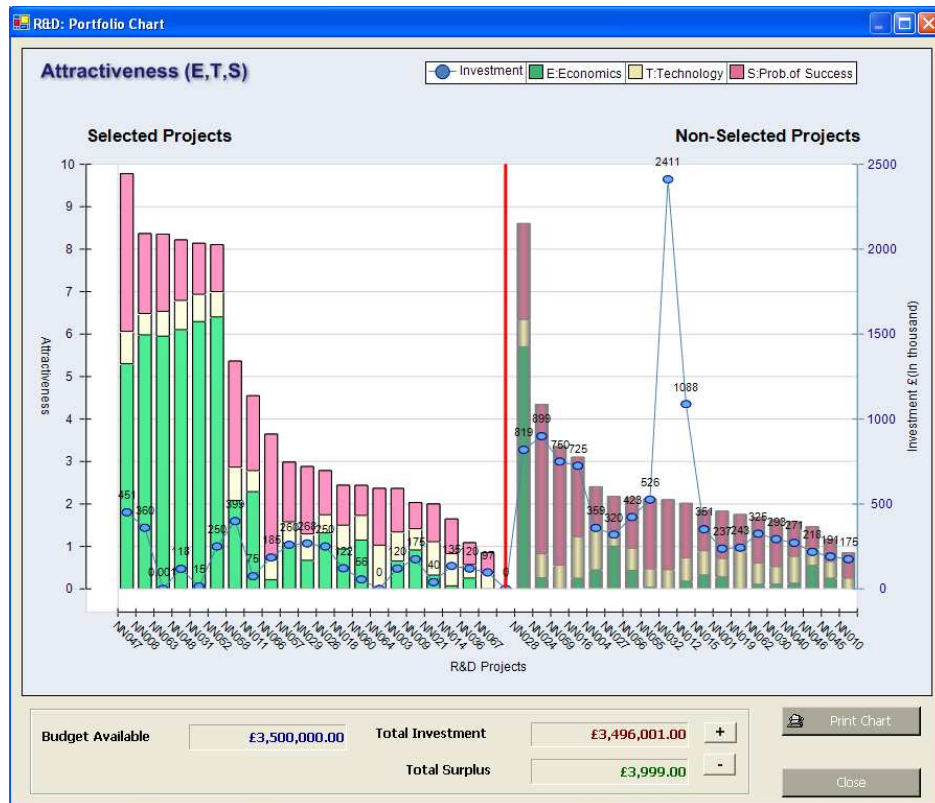 R&D: Portfolio Chart
Attractiveness (E,T,S)
Investment E:Economics T:Technology S:Prob.of Success
Selected Projects
Non-Selected Projects
10
9
8
7
6
5
4
3
2
1
0
Attractiveness
2500
2000
1500
1000
500
0
Investment £(In thousand)
451 360 118 15 250 399 75 185 260 268 250 122 56 0 120 175 40 135 120 97 0
819 899 750 725 359 320 423 526 2411 1088 351 237 243 325 293 271 218 191 175
NN047 NN008 NN063 NN048 NN031 NN052 NN058 NN011 NN066 NN057 NN029 NN018 NN060 NN064 NN003 NN009 NN021 NN014 NN036 NN067
NN028 NN024 NN059 NN016 NN004 NN027 NN056 NN055 NN032 NN012 NN015 NN001 NN019 NN062 NN030 NN040 NN046 NN045 NN010
R&D Projects
Budget Available
£3,500,000.00
Total Investment
£3,496,001.00
+
Total Surplus
£3,999.00
-
Print Chart
Close